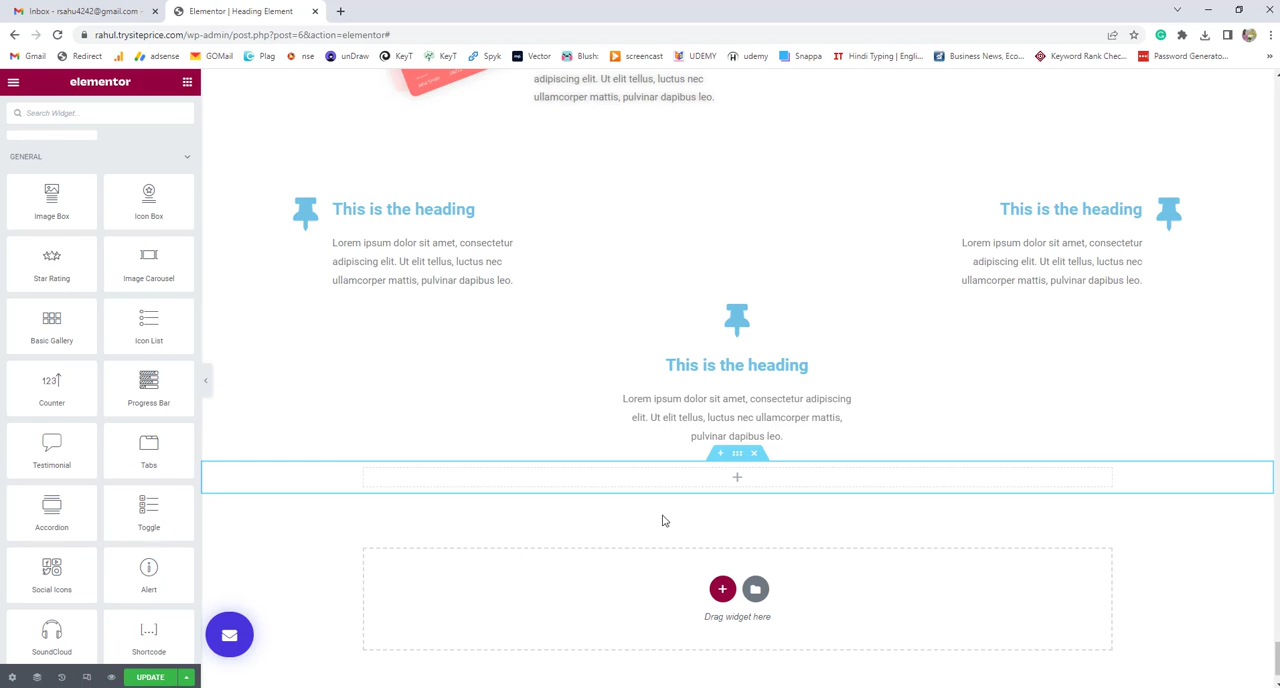 Inbox - rsahu4242@gmail.com -
Elementor | Heading Element
rahul.trysiteprice.com/wp-admin/post.php?post=6&action=elementor#
Gmail
Redirect
adsense
GOMail
Plag
nse
unDraw
KeyT
KeyT
Spyk
Vector
Blush:
screencast
UDEMY
udemy
Snappa
Hindi Typing | Engli...
Business News, Eco...
Keyword Rank Chec...
Password Generato...
elementor
Search Widget...
GENERAL
Image Box
Icon Box
Star Rating
Image Carousel
Basic Gallery
Icon List
123
Counter
Progress Bar
Testimonial
Tabs
Accordion
Toggle
Social Icons
Alert
[...]
SoundCloud
Shortcode
UPDATE
adipiscing elit. Ut elit tellus, luctus nec
ullamcorper mattis, pulvinar dapibus leo.
This is the heading
Lorem ipsum dolor sit amet, consectetur
adipiscing elit. Ut elit tellus, luctus nec
ullamcorper mattis, pulvinar dapibus leo.
This is the heading
Lorem ipsum dolor sit amet, consectetur
adipiscing elit. Ut elit tellus, luctus nec
ullamcorper mattis, pulvinar dapibus leo.
This is the heading
Lorem ipsum dolor sit amet, consectetur adipiscing
elit. Ut elit tellus, luctus nec ullamcorper mattis,
pulvinar dapibus leo.
Drag widget here